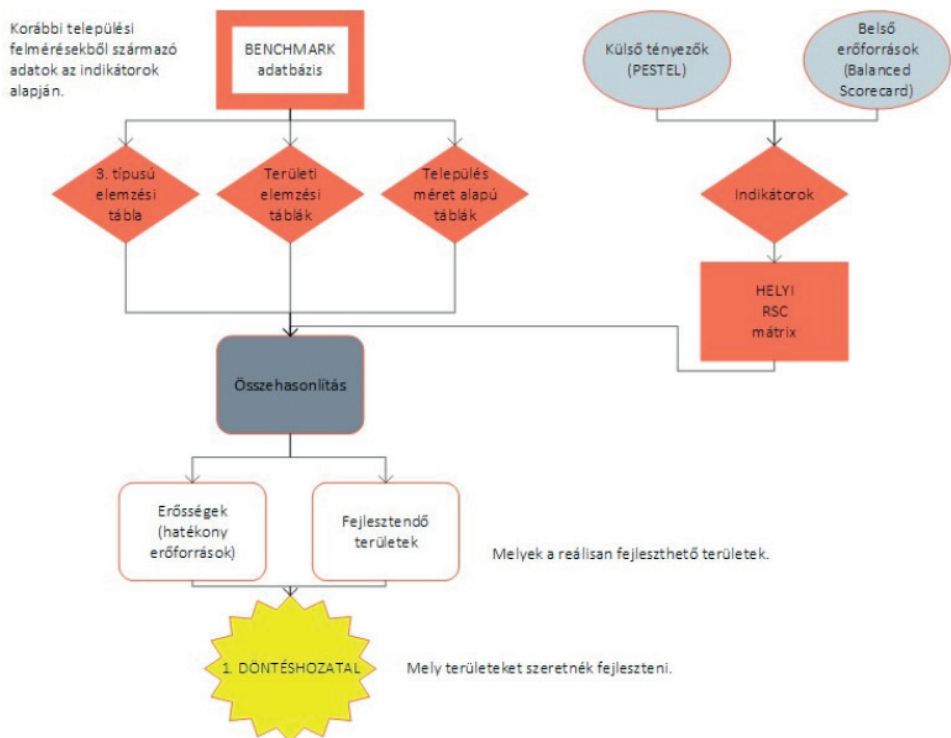 Korábbi települési
felmérésekből származó
adatok az indikátorok
alapján.
BENCHMARK
adatbázis
Külső tényezők
(PESTEL)
Belső
erőforrások
(Balanced
Scorecard)
3. típusú
elemzési
tábla
Területi
elemzési
táblák
Település
méret alapú
táblák
Indikátorok
HELYI
RSC
mátrix
Összehasonlítás
Erősségek
(hatékony
erőforrások)
Fejlesztendő
területek
Melyek a reálisan fejleszthető területek.
1. DÖNTÉSHOZATAL
Mely területeket szeretnék fejleszteni.